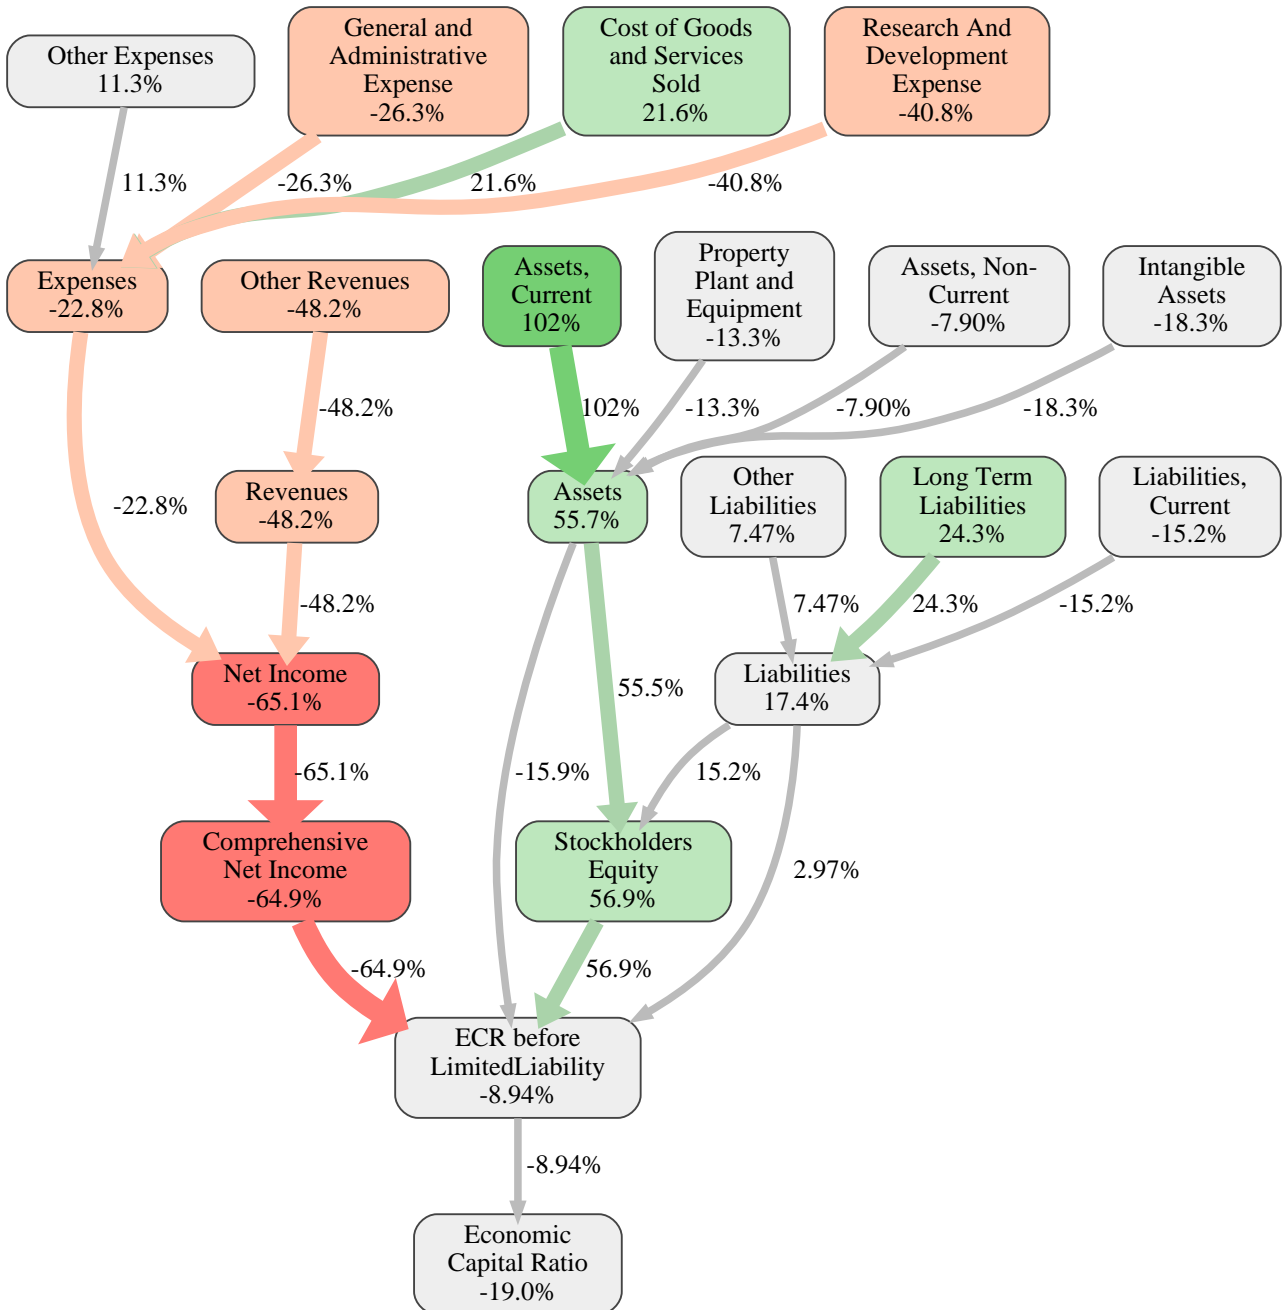 Other Expenses
11.3%
General and
Administrative
Expense
-26.3%
Cost of Goods
and Services
Sold
21.6%
Research And
Development
Expense
-40.8%
11.3%
-26.3%
21.6%
-40.8%
Expenses
-22.8%
Other Revenues
-48.2%
Assets,
Current
102%
Property
Plant and
Equipment
-13.3%
Assets, Non-
Current
-7.90%
Intangible
Assets
-18.3%
-48.2%
102%
-13.3%
-7.90%
-18.3%
-22.8%
Revenues
-48.2%
Assets
55.7%
Other
Liabilities
7.47%
Long Term
Liabilities
24.3%
Liabilities,
Current
-15.2%
-48.2%
7.47%
24.3%
-15.2%
Net Income
-65.1%
Liabilities
17.4%
55.5%
-65.1%
-15.9%
15.2%
Comprehensive
Net Income
-64.9%
Stockholders
Equity
56.9%
2.97%
-64.9%
56.9%
ECR before
LimitedLiability
-8.94%
-8.94%
Economic
Capital Ratio
-19.0%